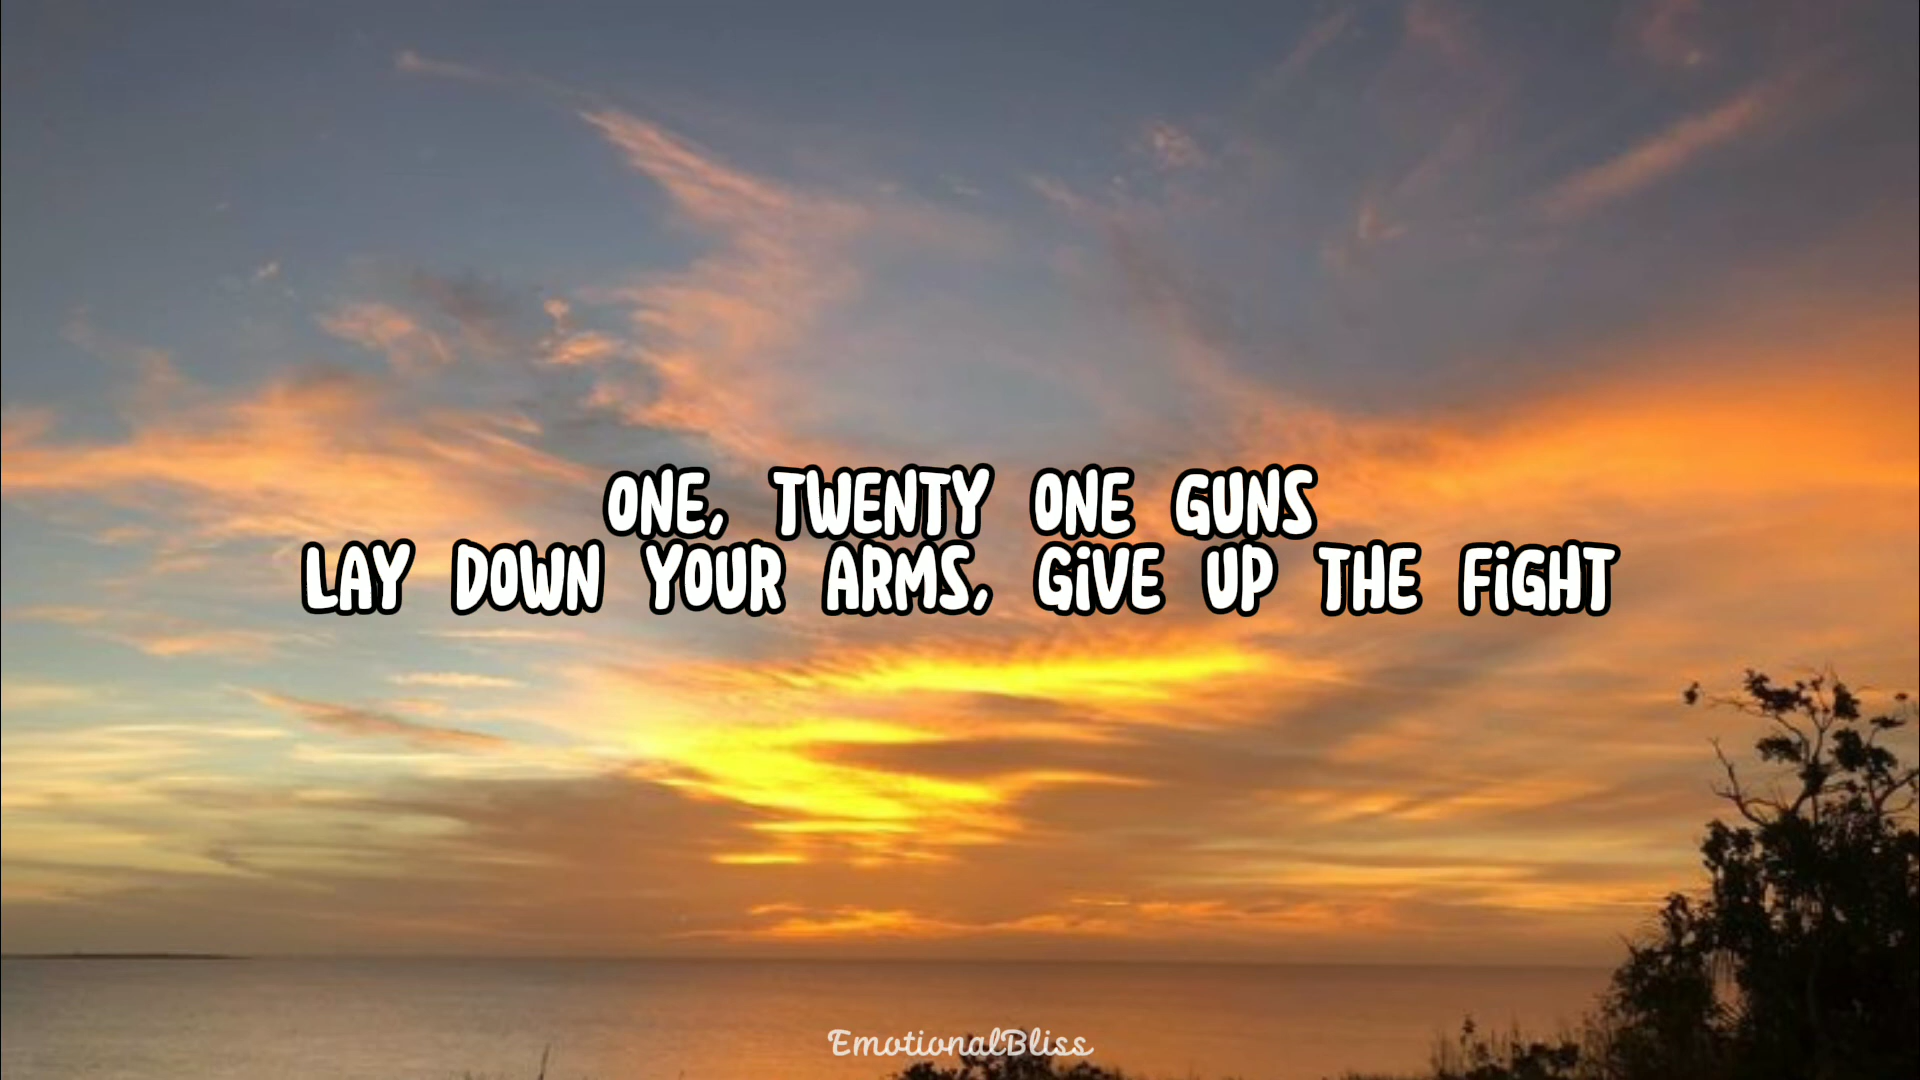 ONE, TWENTY ONE GUNS
LAY DOWN YOUR ARMS, GiVE UP THE FiGHT
EmotionalBliss